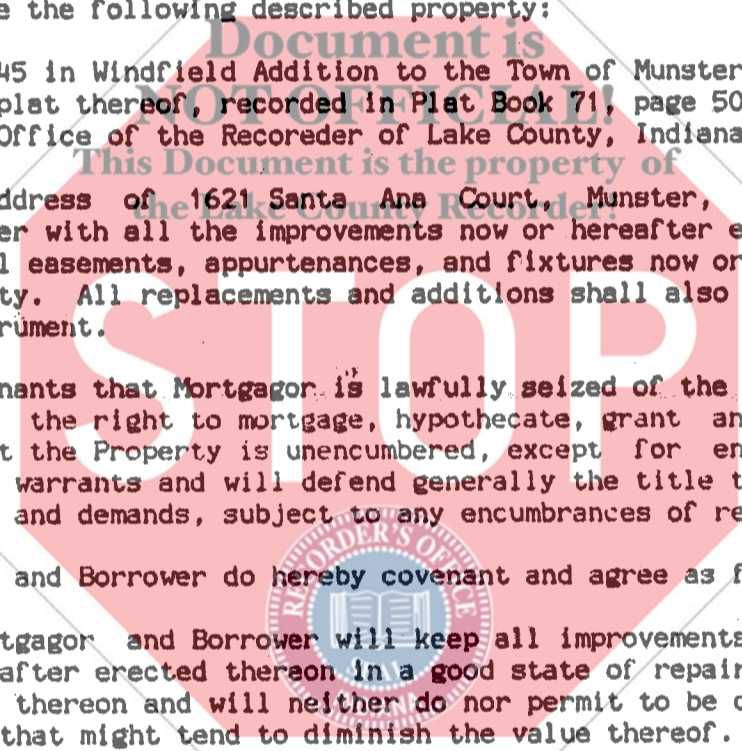 e the following described property:
Document is
45 in Windfield Addition to the Town of Munster
plat thereof, recorded in Plat Book 71, page 50
NOT OFFICIAL!
Office of the Recoreder of Lake County, Indiana
This Document is the property of
ddress of 1621 Santa Ana Court, Munster,
the Lake County Recorder!
er with all the improvements now or hereafter e
l easements, appurtenances, and fixtures now or
ty. All replacements and additions shall also
rument.
STOP
nants that Mortgagor is lawfully seized of the
the right to mortgage, hypothecate, grant an
t the Property is unencumbered, except for en
warrants and will defend generally the title t
and demands, subject to any encumbrances of re
RECORDER'S OFFICE
and Borrower do hereby covenant and agree as f
tgagor and Borrower will keep all improvements
after erected thereon in a good state of repair
SEAL
thereon and will neither do nor permit to be
that might tend to diminish the value thereof.